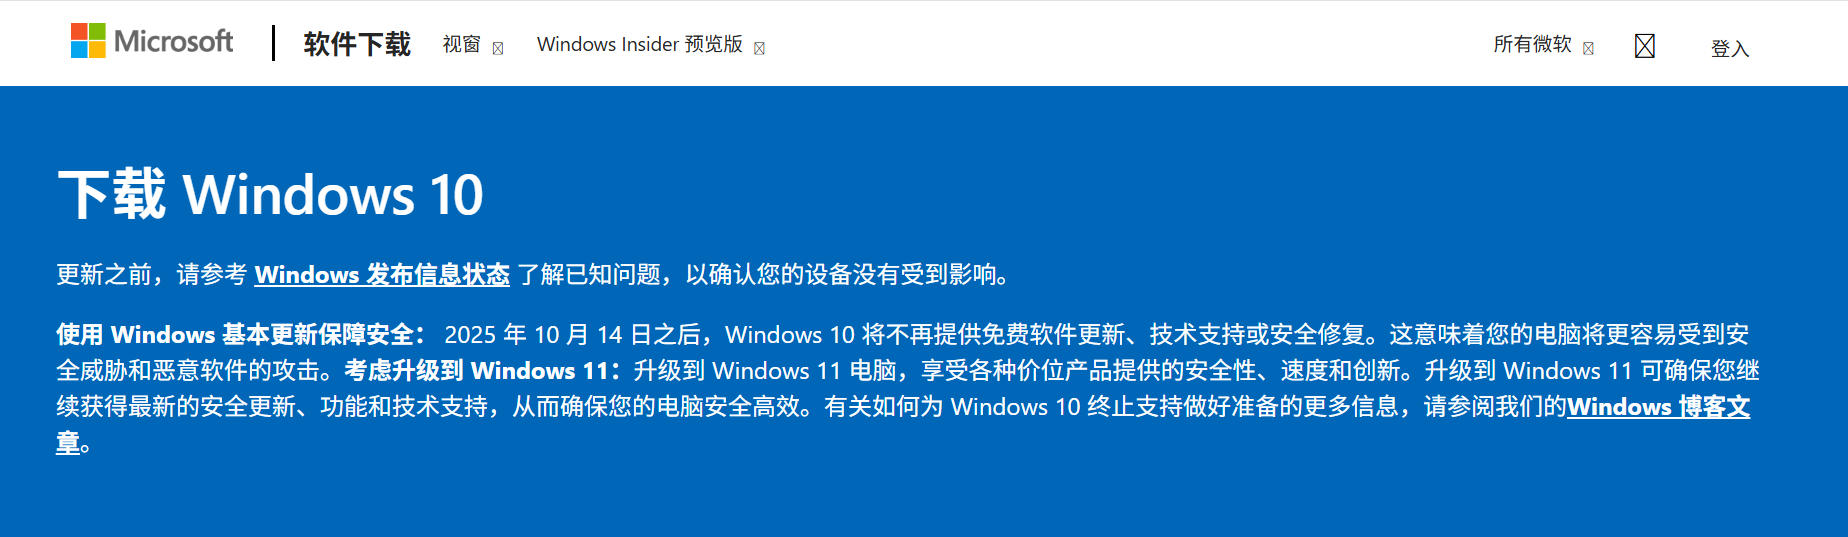 Microsoft 软件下载 视窗 Windows Insider 预览版 所有微软 登入
下载 Windows 10
更新之前，请参考 Windows 发布信息状态 了解已知问题，以确认您的设备没有受到影响。
使用 Windows 基本更新保障安全： 2025 年 10 月 14 日之后，Windows 10 将不再提供免费软件更新、技术支持或安全修复。这意味着您的电脑将更容易受到安
全威胁和恶意软件的攻击。考虑升级到 Windows 11：升级到 Windows 11 电脑，享受各种价位产品提供的安全性、速度和创新。升级到 Windows 11 可确保您继
续获得最新的安全更新、功能和技术支持，从而确保您的电脑安全高效。有关如何为 Windows 10 终止支持做好准备的更多信息，请参阅我们的Windows 博客文
章。